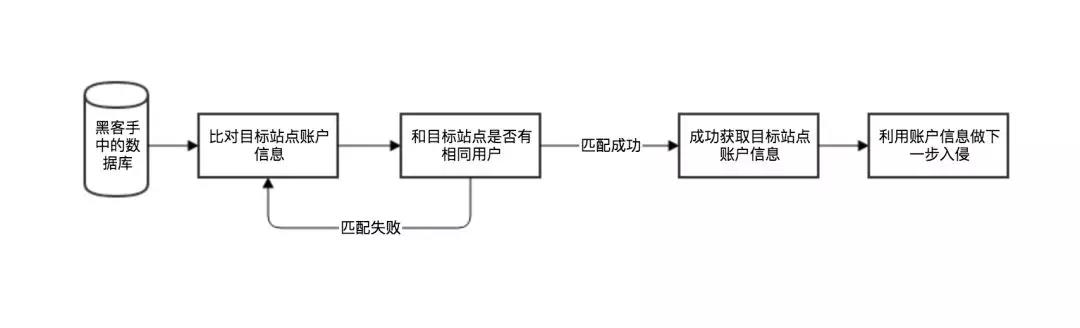 黑客手
中的数
据库
比对目标站点账户
信息
和目标站点是否有
相同用户
匹配成功
成功获取目标站点
账户信息
利用账户信息做下
一步入侵
匹配失败